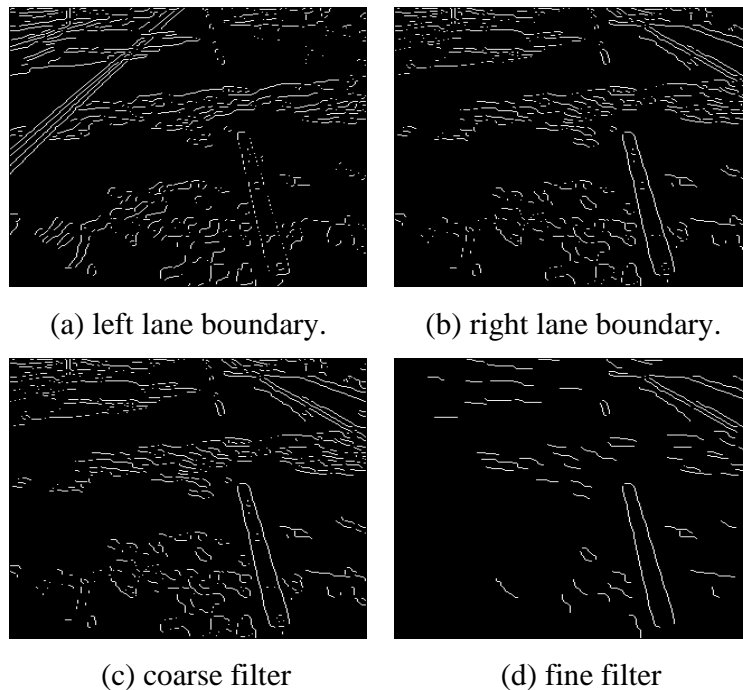 (a) left lane boundary.
(b) right lane boundary.
(c) coarse filter
(d) fine filter